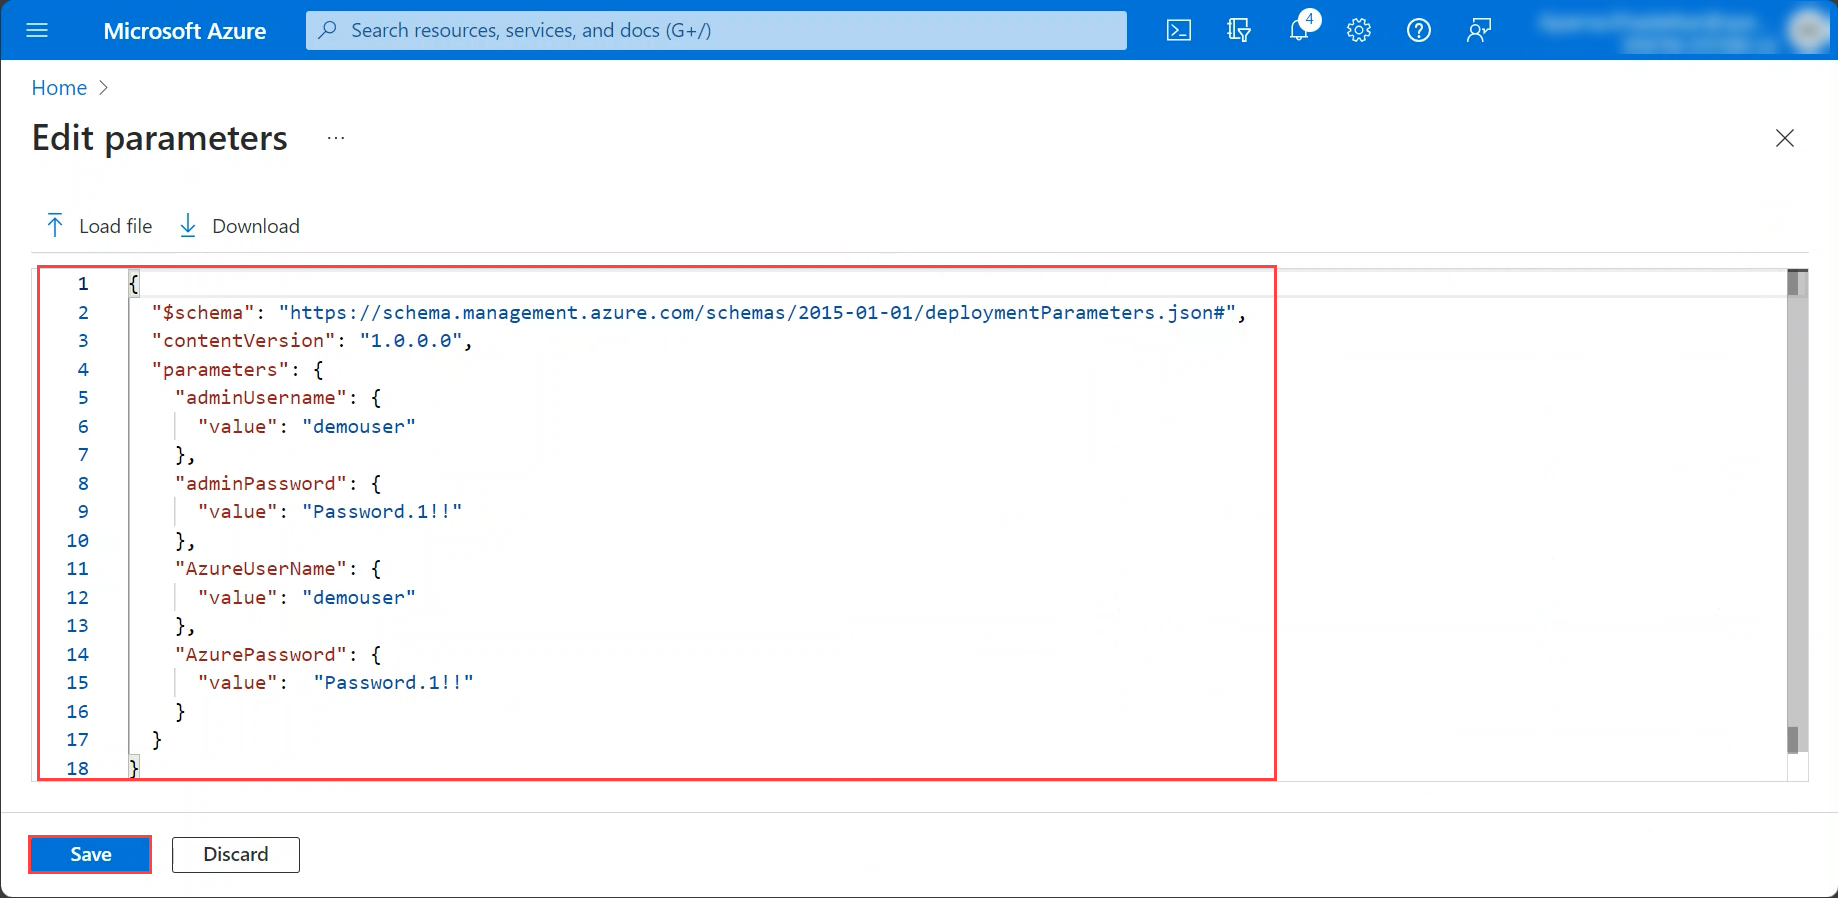 Microsoft Azure
Search resources, services, and docs (G+/)
4
Home
Edit parameters
Load file
Download
1 {
2 "$schema": "https://schema.management.azure.com/schemas/2015-01-01/deploymentParameters.json#",
3 "contentVersion": "1.0.0.0",
4 "parameters": {
5 "adminUsername": {
6 "value": "demouser"
7 },
8 "adminPassword": {
9 "value": "Password.1!!"
10 },
11 "AzureUserName": {
12 "value": "demouser"
13 },
14 "AzurePassword": {
15 "value":  "Password.1!!"
16 }
17 }
18 }
Save
Discard